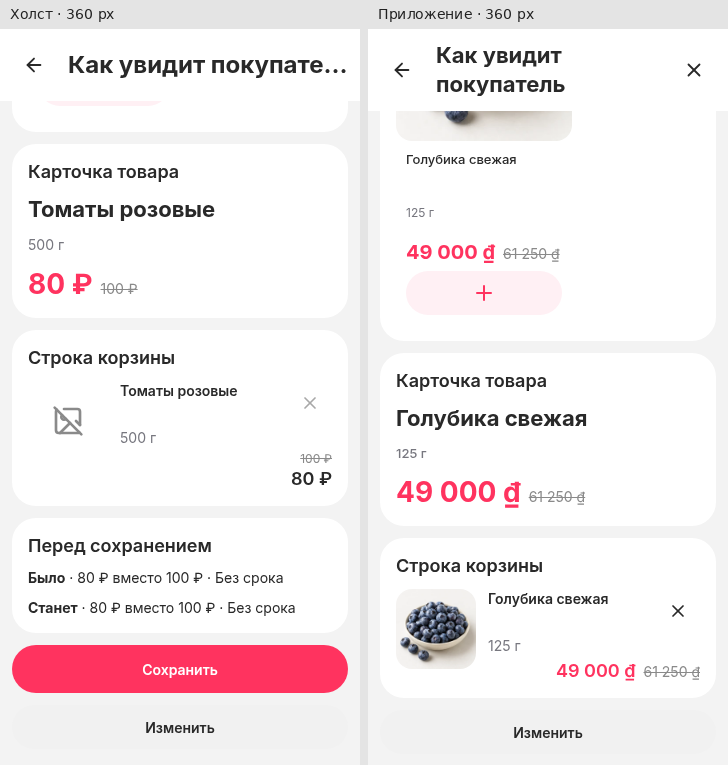 Холст · 360 px
Как увидит покупате...
Карточка товара
Томаты розовые
500 г
80 ₽ 100 ₽
Строка корзины
Томаты розовые
500 г
100 ₽
80 ₽
Перед сохранением
Было · 80 ₽ вместо 100 ₽ · Без срока
Станет · 80 ₽ вместо 100 ₽ · Без срока
Сохранить
Изменить
Приложение · 360 px
Как увидит
покупатель
Голубика свежая
125 г
49 000 ₫ 61 250 ₫
Карточка товара
Голубика свежая
125 г
49 000 ₫ 61 250 ₫
Строка корзины
Голубика свежая
125 г
49 000 ₫ 61 250 ₫
Изменить